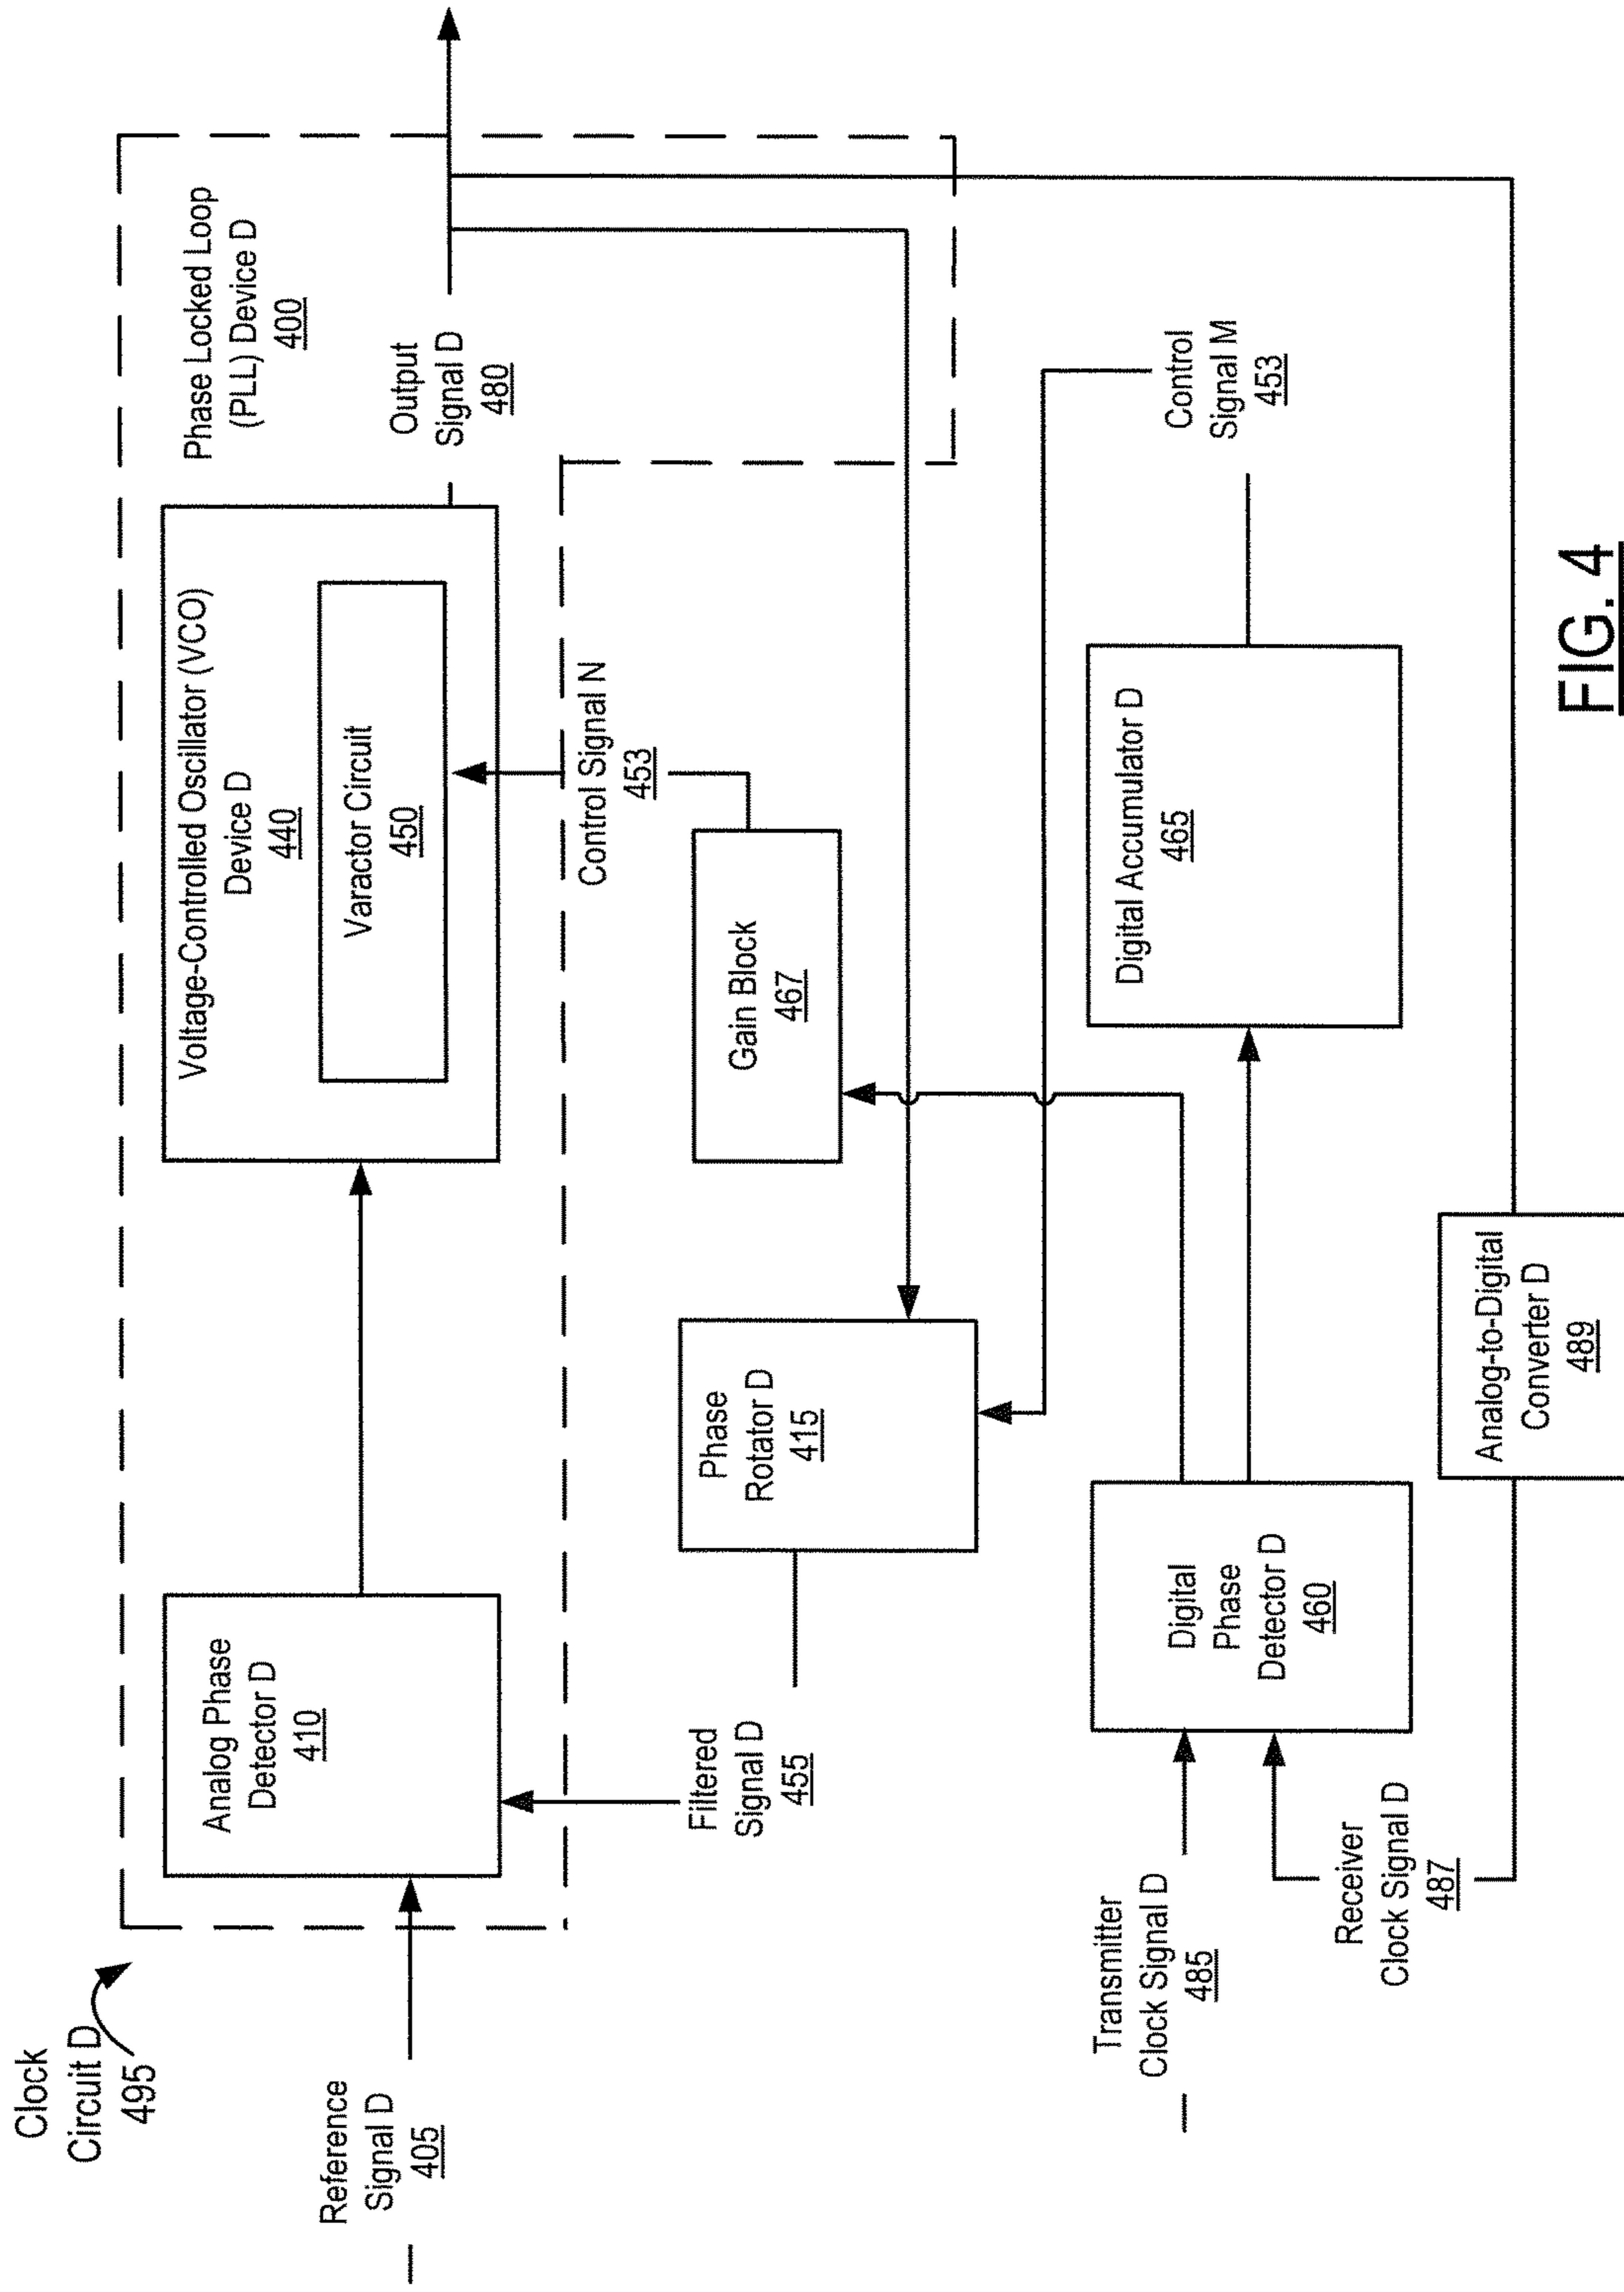 Clock
Circuit D
495
Phase Locked Loop
(PLL) Device D
400
Reference
Signal D
405
Analog Phase
Detector D
410
Voltage-Controlled Oscillator (VCO)
Device D
440
Varactor Circuit
450
Output
Signal D
480
Control Signal N
453
Filtered
Signal D
455
Phase
Rotator D
415
Gain Block
467
Control
Signal M
453
Transmitter
Clock Signal D
485
Receiver
Clock Signal D
487
Digital
Phase
Detector D
460
Digital Accumulator D
465
Analog-to-Digital
Converter D
489
FIG. 4